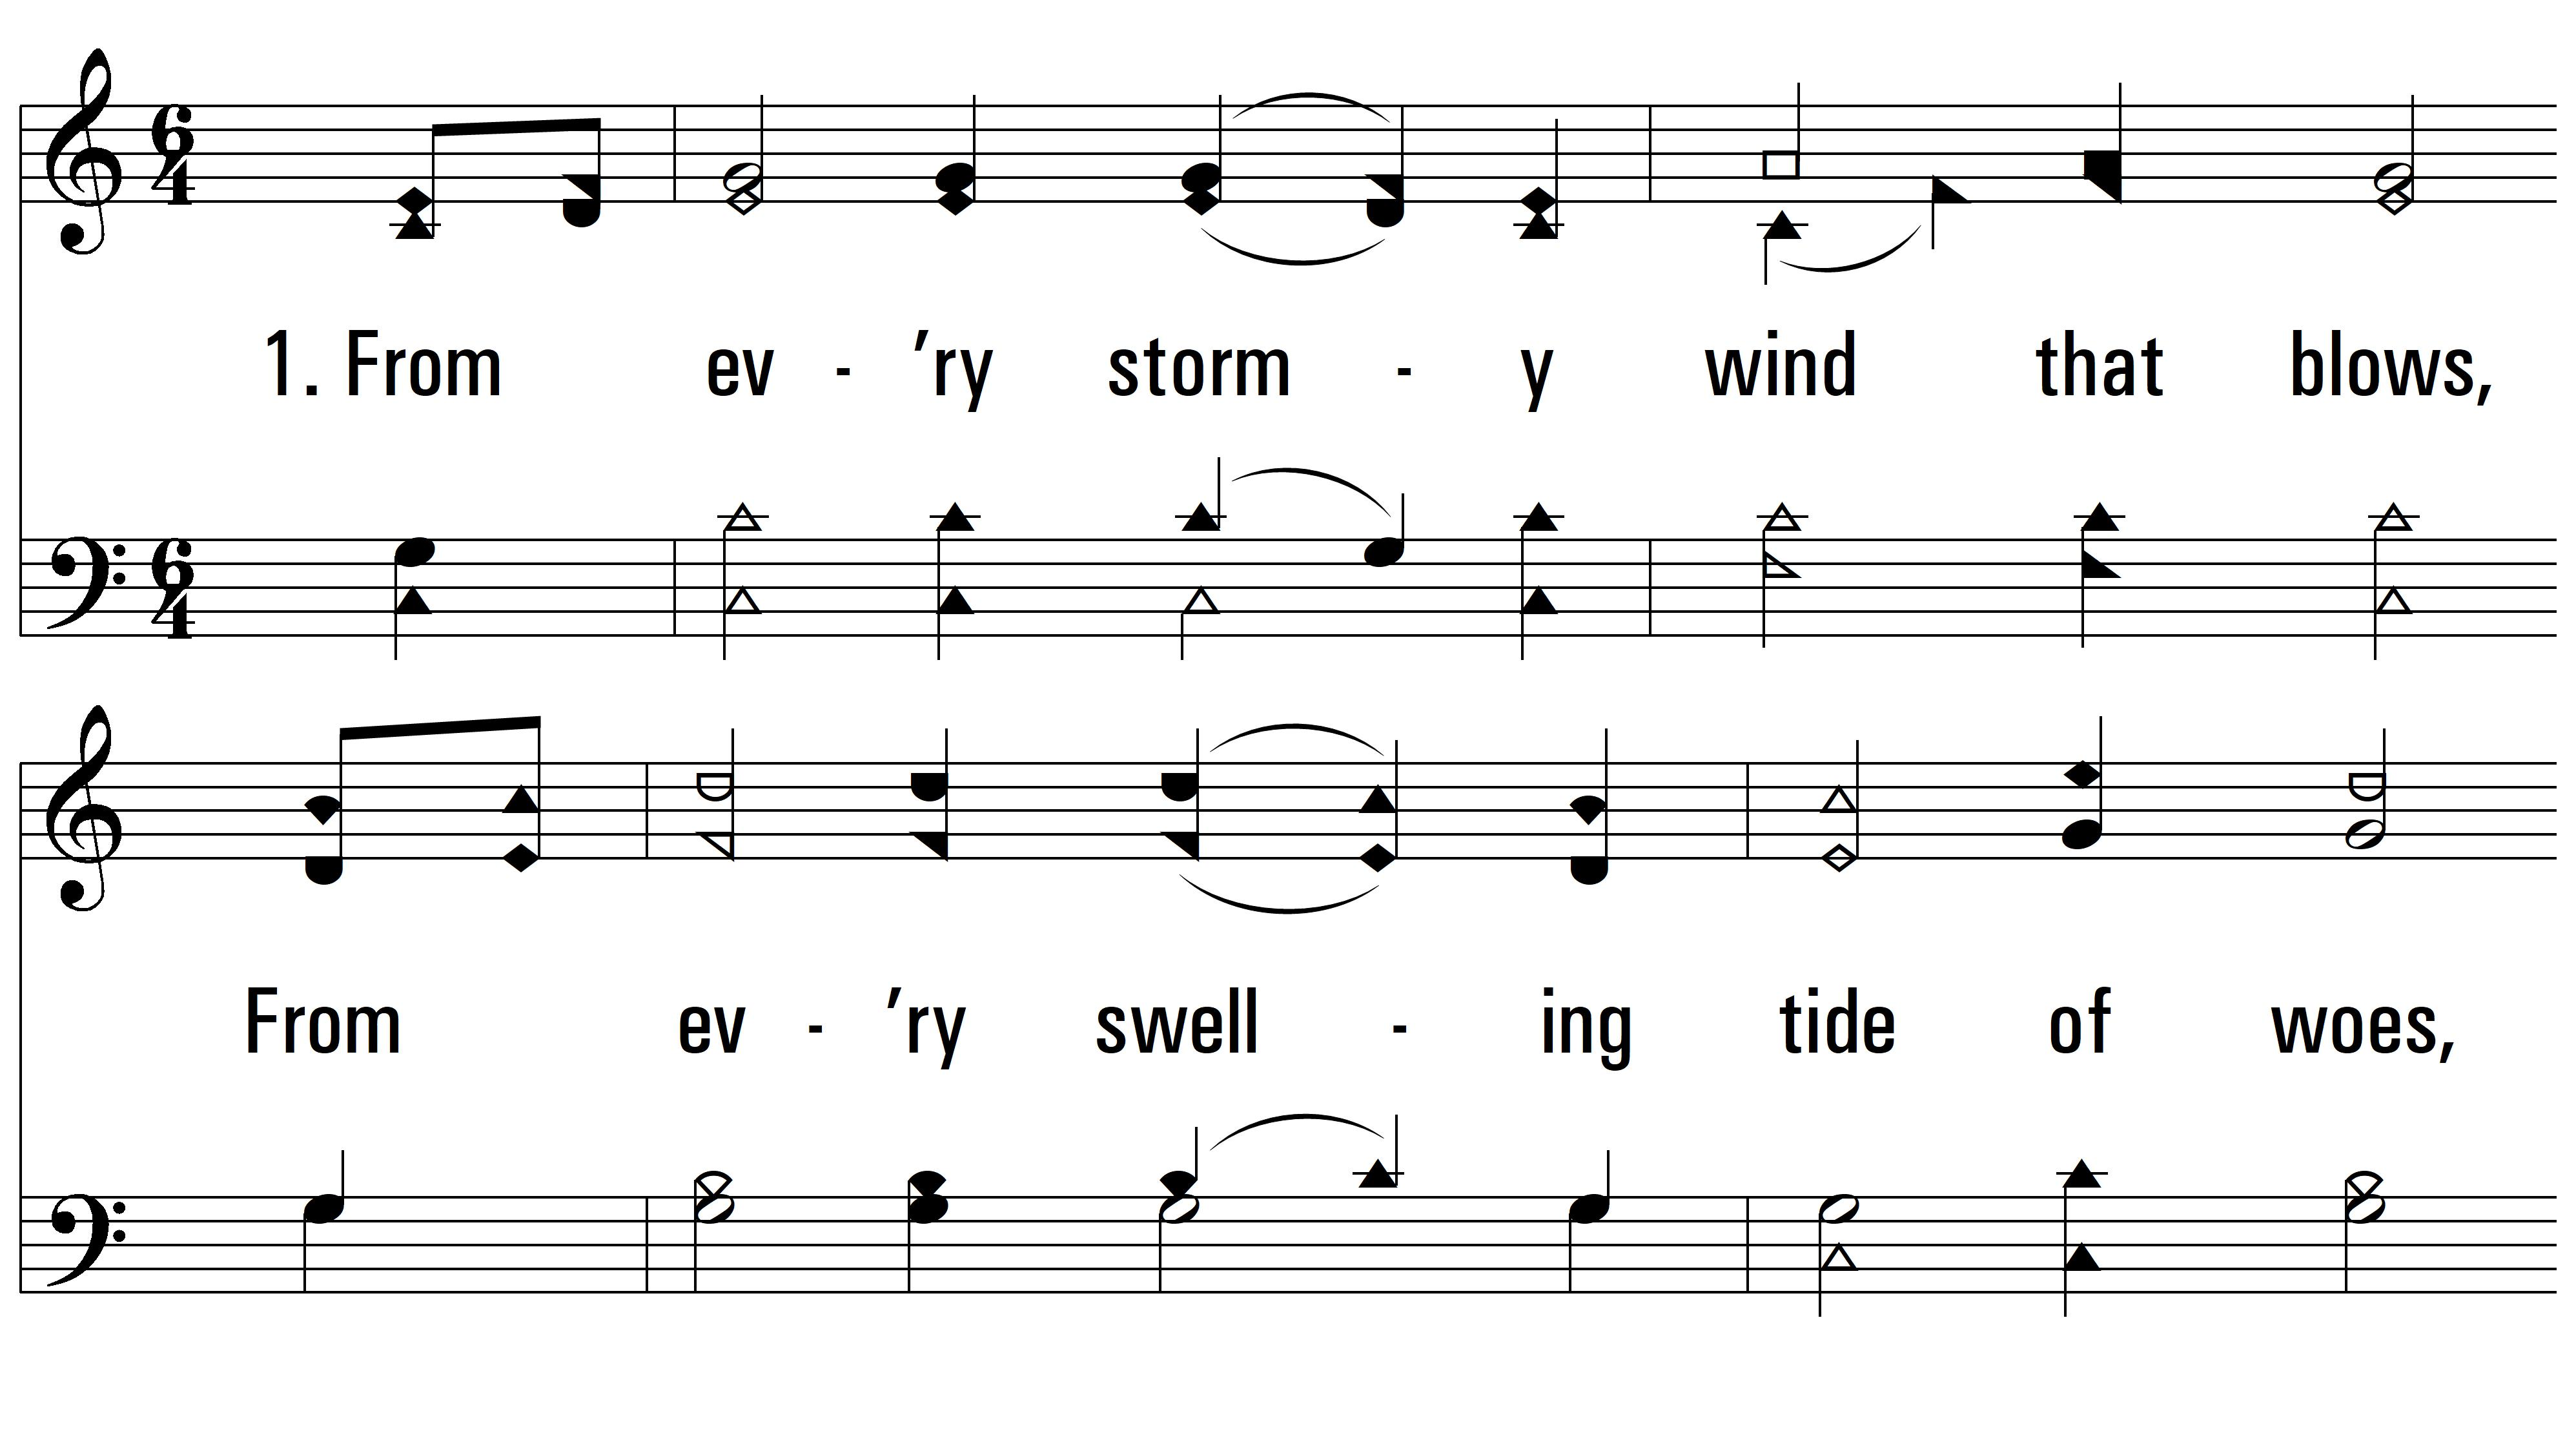 1. From ev - ’ry storm - y wind that blows,
From ev - ’ry swell - ing tide of woes,